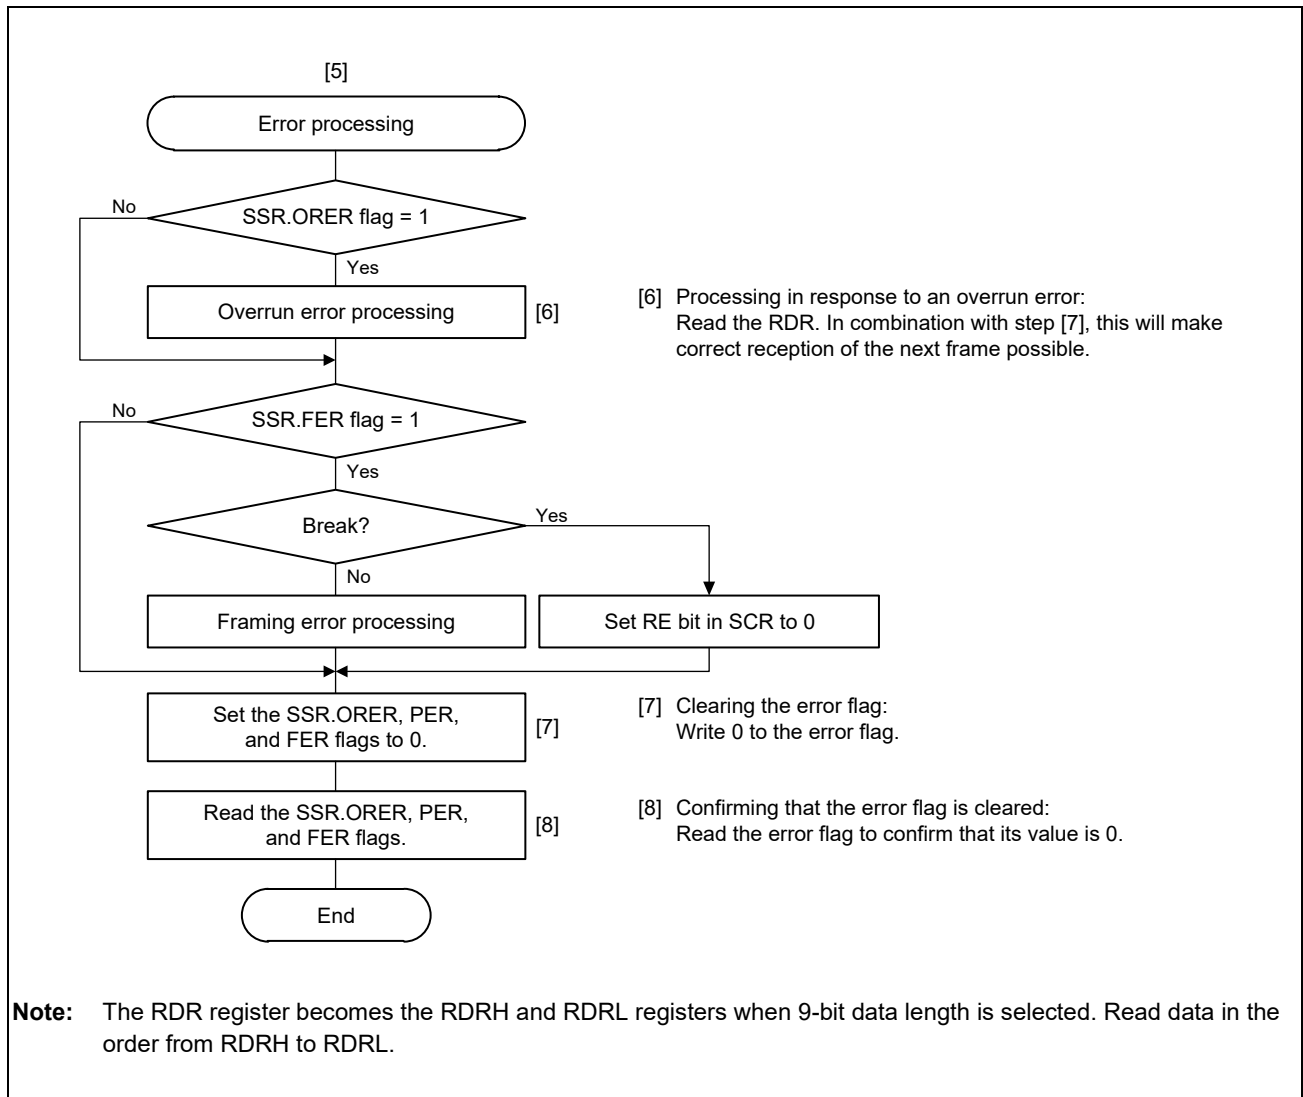 [5]
Error processing
No
SSR.ORER flag = 1
Yes
Overrun error processing
[6]
[6] Processing in response to an overrun error:
Read the RDR. In combination with step [7], this will make
correct reception of the next frame possible.
No
SSR.FER flag = 1
Yes
Break?
Yes
No
Framing error processing
Set RE bit in SCR to 0
Set the SSR.ORER, PER,
and FER flags to 0.
[7]
[7] Clearing the error flag:
Write 0 to the error flag.
Read the SSR.ORER, PER,
and FER flags.
[8]
[8] Confirming that the error flag is cleared:
Read the error flag to confirm that its value is 0.
End
Note: The RDR register becomes the RDRH and RDRL registers when 9-bit data length is selected. Read data in the
order from RDRH to RDRL.